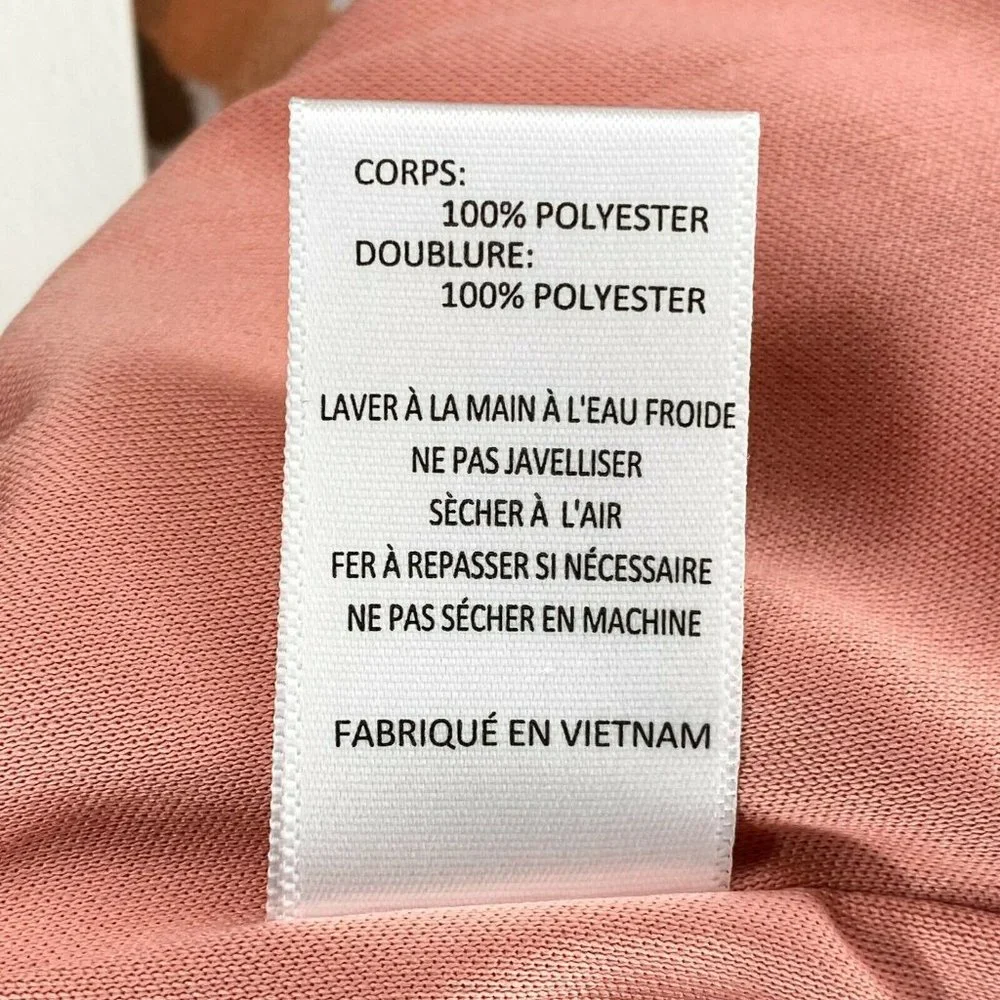 CORPS:
100% POLYESTER
DOUBLURE:
100% POLYESTER
LAVER À LA MAIN À L'EAU FROIDE
NE PAS JAVELLISER
SÈCHER À L'AIR
FER À REPASSER SI NÉCESSAIRE
NE PAS SÉCHER EN MACHINE
FABRIQUÉ EN VIETNAM